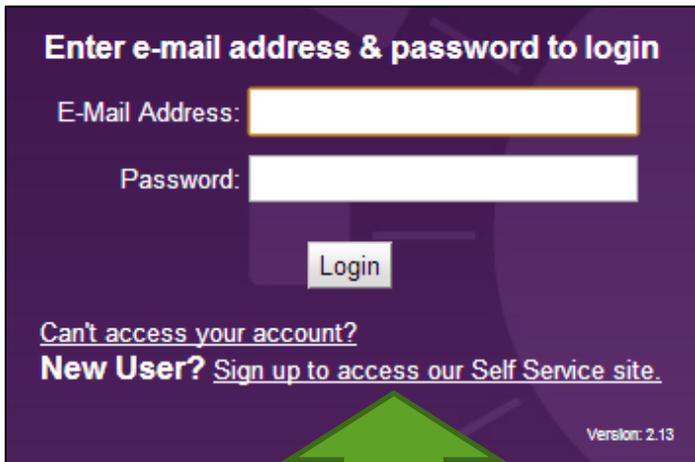 Enter e-mail address & password to login
E-Mail Address:
Password:
Login
Can't access your account?
New User? Sign up to access our Self Service site.
Version: 2.13